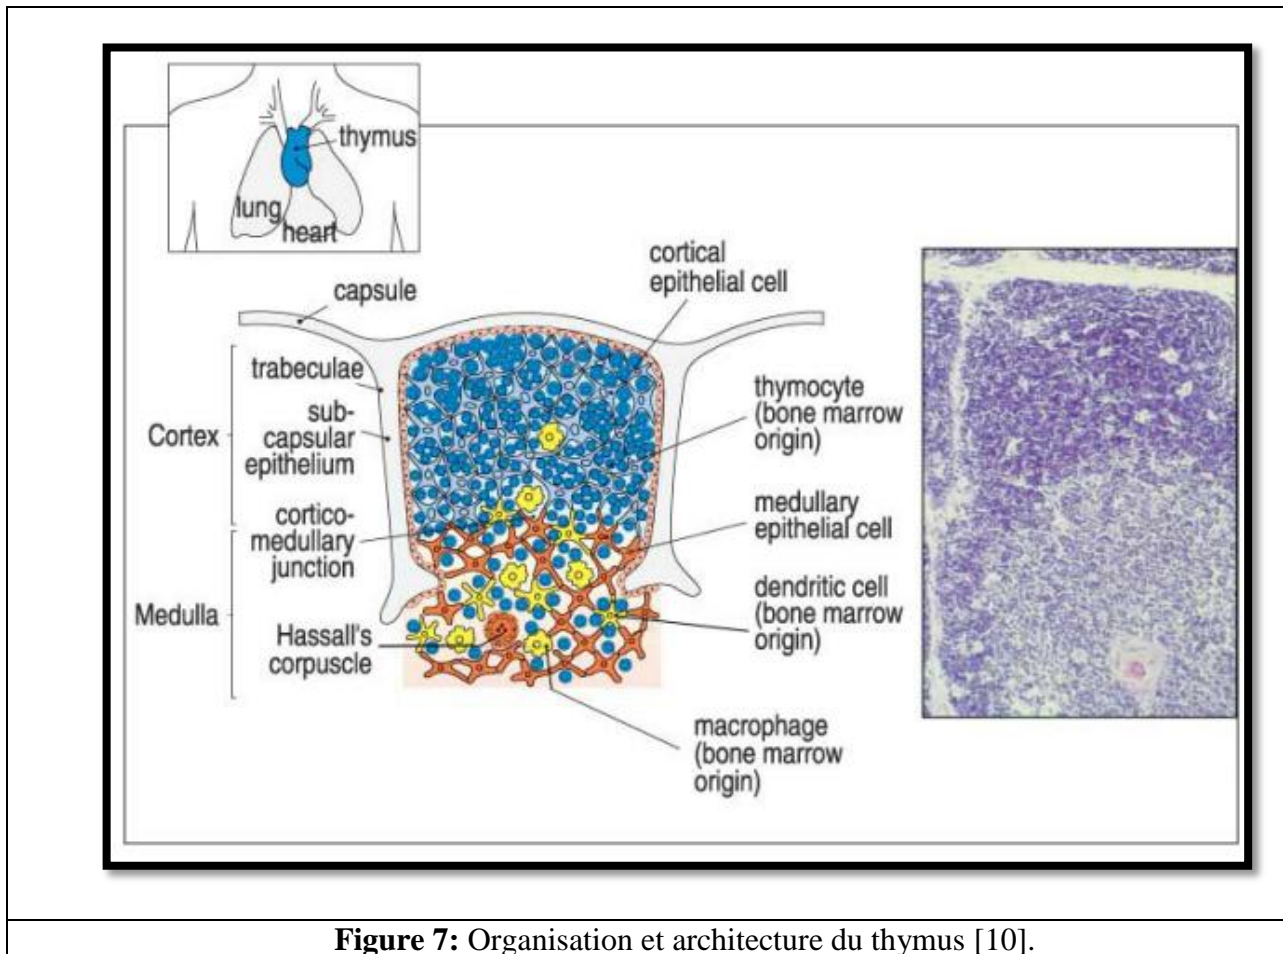 thymus
lung
heart
capsule
cortical
epithelial cell
trabeculae
sub-
capsular
epithelium
Cortex
thymocyte
(bone marrow
origin)
cortico-
medullary
junction
medullary
epithelial cell
Medulla
dendritic cell
(bone marrow
origin)
Hassall's
corpuscle
macrophage
(bone marrow
origin)
Figure 7: Organisation et architecture du thymus [10].